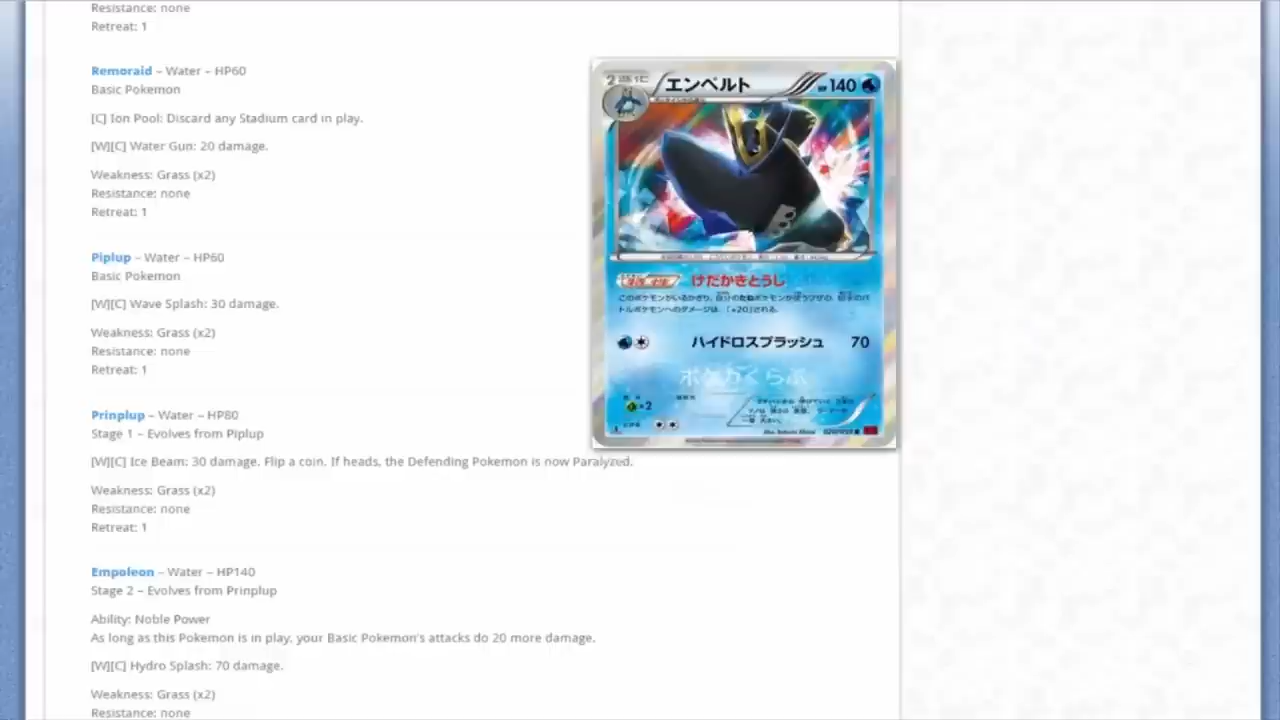 Resistance: none
Retreat: 1
Remoraid – Water – HP60
Basic Pokemon
[C] Ion Pool: Discard any Stadium card in play.
[W][C] Water Gun: 20 damage.
Weakness: Grass (x2)
Resistance: none
Retreat: 1
Piplup – Water – HP60
Basic Pokemon
[W][C] Wave Splash: 30 damage.
Weakness: Grass (x2)
Resistance: none
Retreat: 1
Prinplup – Water – HP80
Stage 1 – Evolves from Piplup
[W][C] Ice Beam: 30 damage. Flip a coin. If heads, the Defending Pokemon is now Paralyzed.
Weakness: Grass (x2)
Resistance: none
Retreat: 1
Empoleon – Water – HP140
Stage 2 – Evolves from Prinplup
Ability: Noble Power
As long as this Pokemon is in play, your Basic Pokemon's attacks do 20 more damage.
[W][C] Hydro Splash: 70 damage.
Weakness: Grass (x2)
Resistance: none
エンペルト 140
けだかきとうし
ハイドロスプラッシュ 70
ポケカくらぶ
×2